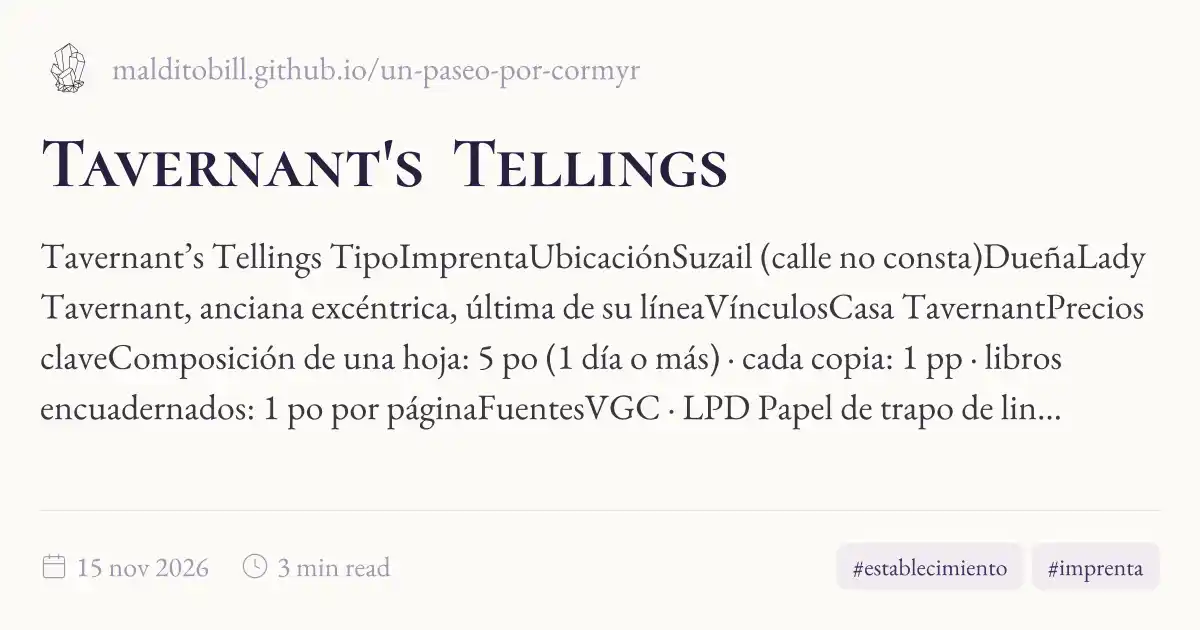 malditobill.github.io/un-paseo-por-cormyr
Tavernant's Tellings
Tavernant’s Tellings TipoImprentaUbicaciónSuzail (calle no consta)DueñaLady
Tavernant, anciana excéntrica, última de su líneaVínculosCasa TavernantPrecios
claveComposición de una hoja: 5 po (1 día o más) · cada copia: 1 pp · libros
encuadernados: 1 po por páginaFuentesVGC · LPD Papel de trapo de lin...
15 nov 2026
3 min read
#establecimiento
#imprenta